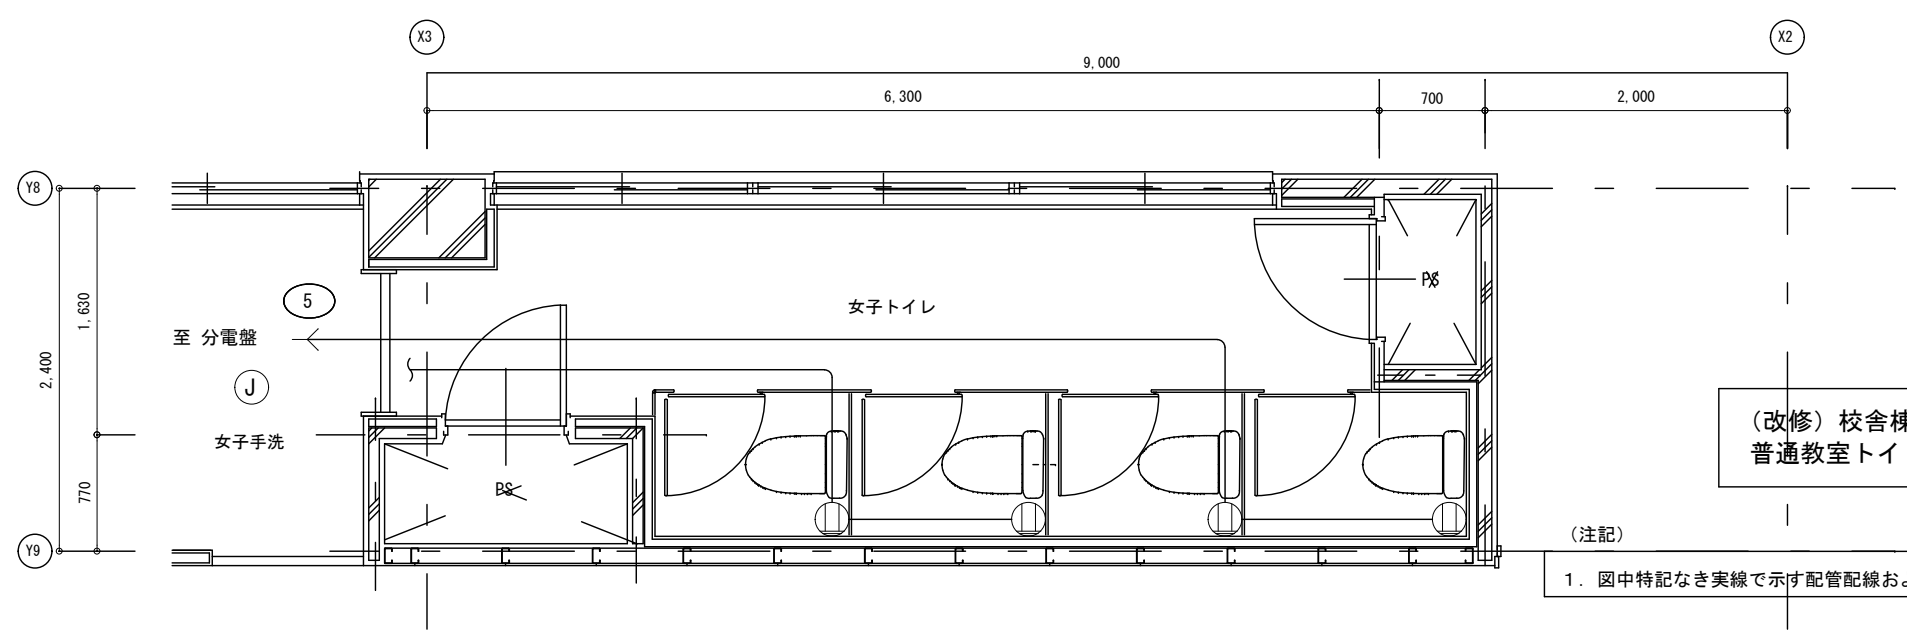 X3
X2
9,000
6,300
700
2,000
Y8
PS
5
女子トイレ
1,630
至 分電盤
2,400
J
（改修）校舎棟
普通教室トイ
女子手洗
770
PS
（注記）
Y9
1．図中特記なき実線で示す配管配線およ